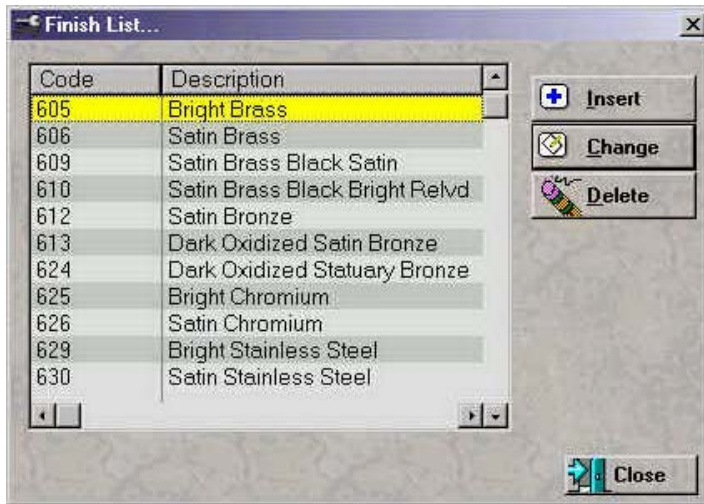 Finish List...
Code Description
605 Bright Brass
606 Satin Brass
609 Satin Brass Black Satin
610 Satin Brass Black Bright Relvd
612 Satin Bronze
613 Dark Oxidized Satin Bronze
624 Dark Oxidized Statuary Bronze
625 Bright Chromium
626 Satin Chromium
629 Bright Stainless Steel
630 Satin Stainless Steel
Insert
Change
Delete
Close